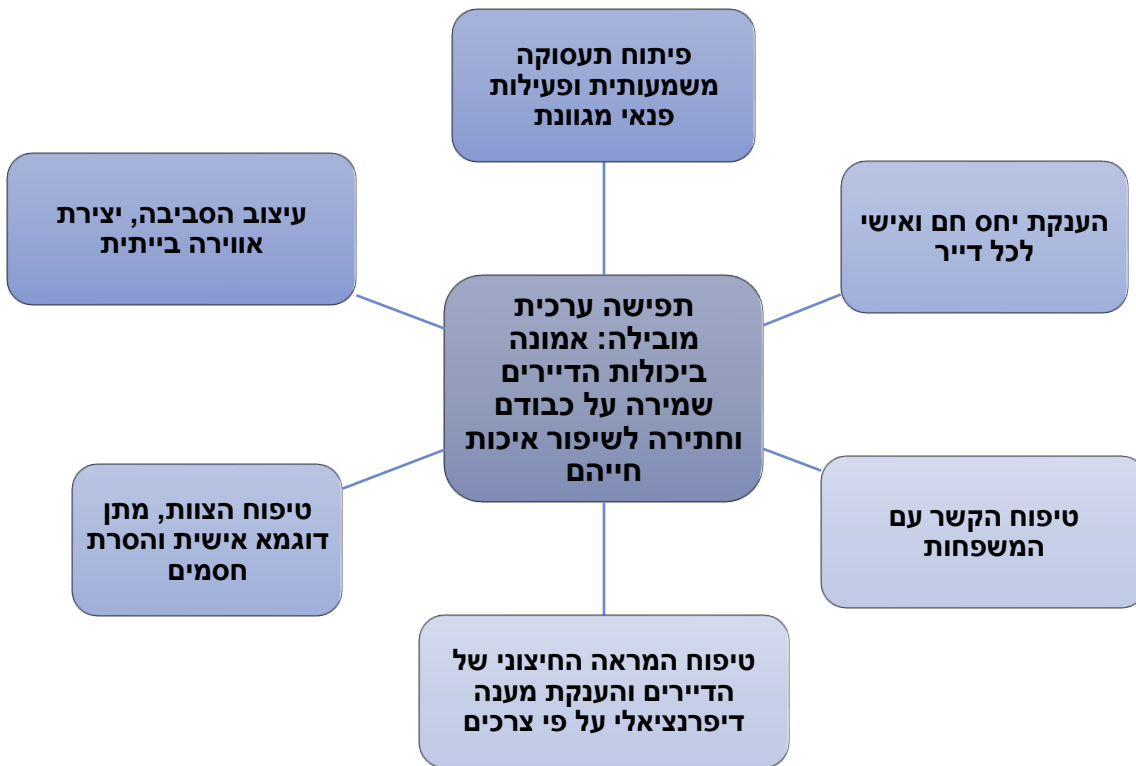 פיתוח תעסוקה
משמעותית ופעילות
פנאי מגוונת
הענקת יחס חם ואישי
לכל דייר
עיצוב הסביבה, יצירת
אווירה בייתית
תפישה ערכית
מובילה: אמונה
ביכולות הדיירים
שמירה על כבודם
וחתירה לשיפור איכות
חייהם
טיפוח הקשר עם
המשפחות
טיפוח הצוות, מתן
דוגמא אישית והסרת
חסמים
טיפוח המראה החיצוני של
הדיירים והענקת מענה
דיפרנציאלי על פי צרכים